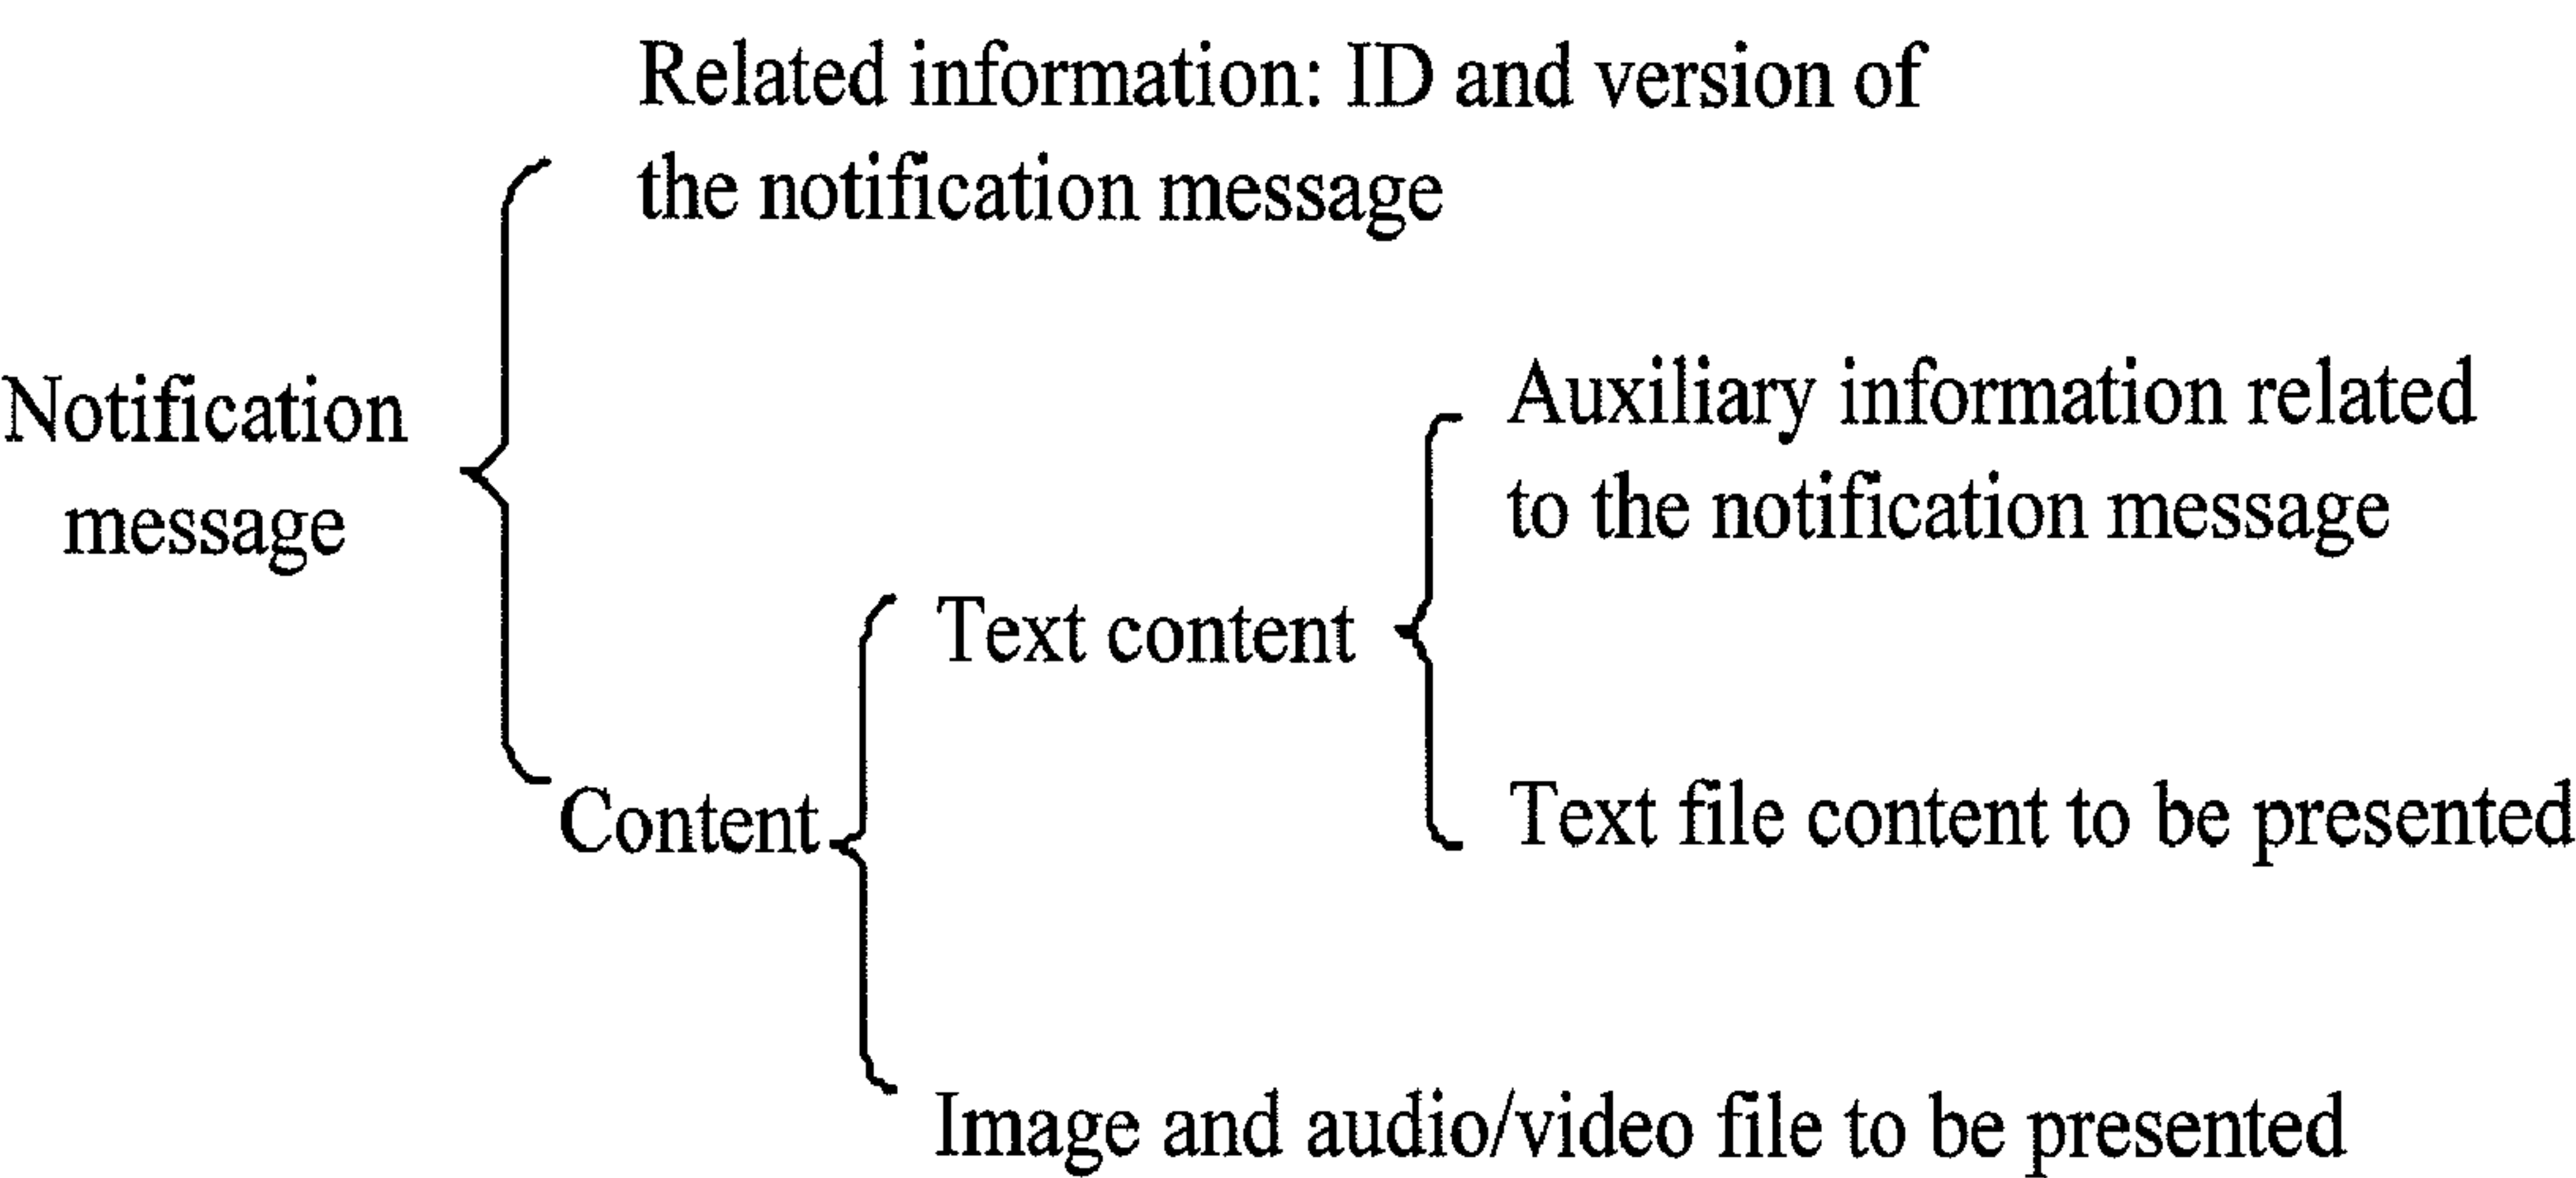 Related information: ID and version of
the notification message
Notification
message
Auxiliary information related
to the notification message
Text content
Text file content to be presented
Content
Image and audio/video file to be presented